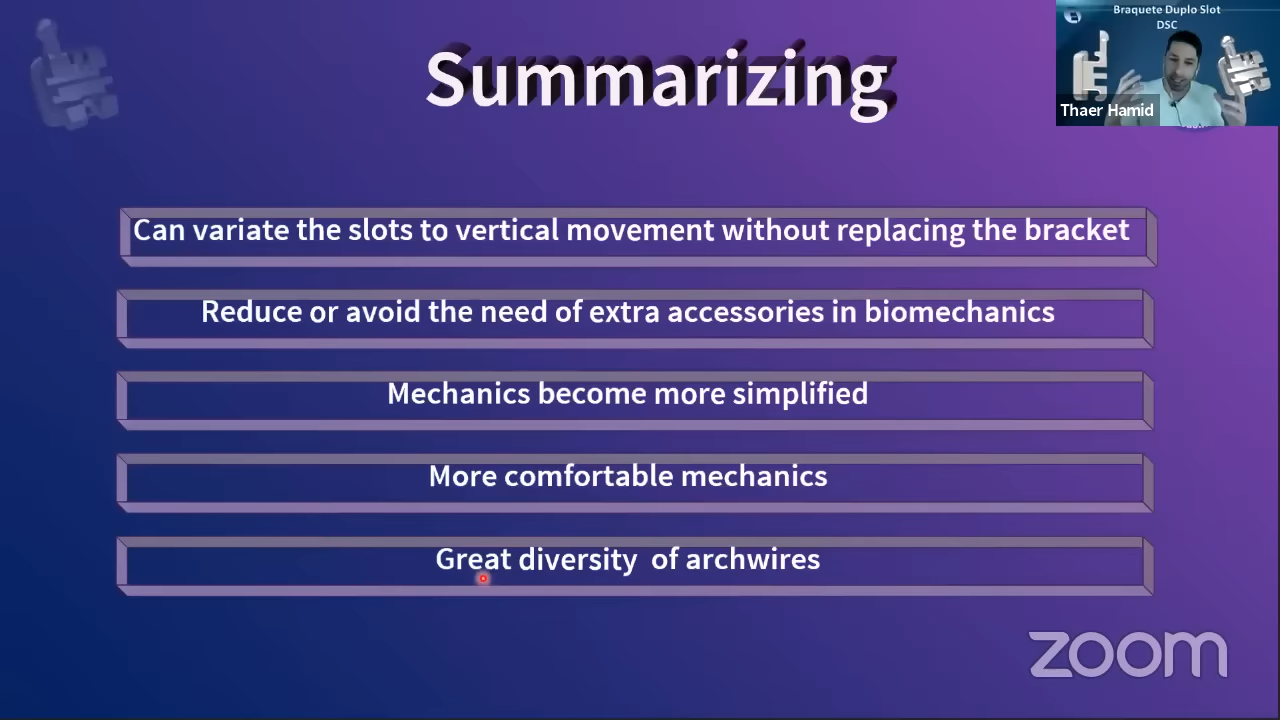 Summarizing
Braquete Duplo Slot
DSC
Thaer Hamid
Can variate the slots to vertical movement without replacing the bracket
Reduce or avoid the need of extra accessories in biomechanics
Mechanics become more simplified
More comfortable mechanics
Great diversity of archwires
zoom